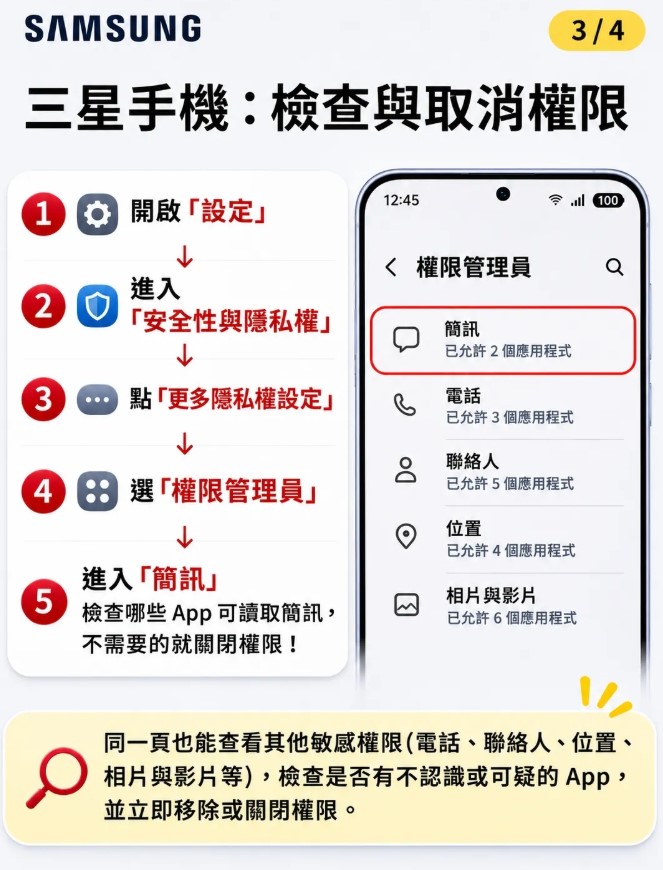 SAMSUNG
3/4
三星手機：檢查與取消權限
1 開啟「設定」
2 進入
「安全性與隱私權」
3 點「更多隱私權設定」
4 選「權限管理員」
5 進入「簡訊」
檢查哪些 App 可讀取簡訊，
不需要的就關閉權限！
12:45
100
權限管理員
簡訊
已允許 2 個應用程式
電話
已允許 3 個應用程式
聯絡人
已允許 5 個應用程式
位置
已允許 4 個應用程式
相片與影片
已允許 6 個應用程式
同一頁也能查看其他敏感權限(電話、聯絡人、位置、
相片與影片等)，檢查是否有不認識或可疑的 App，
並立即移除或關閉權限。